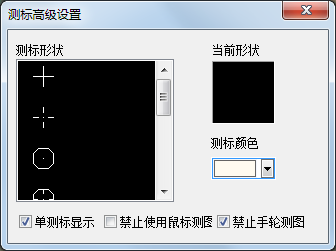 测标高级设置
测标形状
当前形状
测标颜色
单测标显示 禁止使用鼠标测图 禁止手轮测图